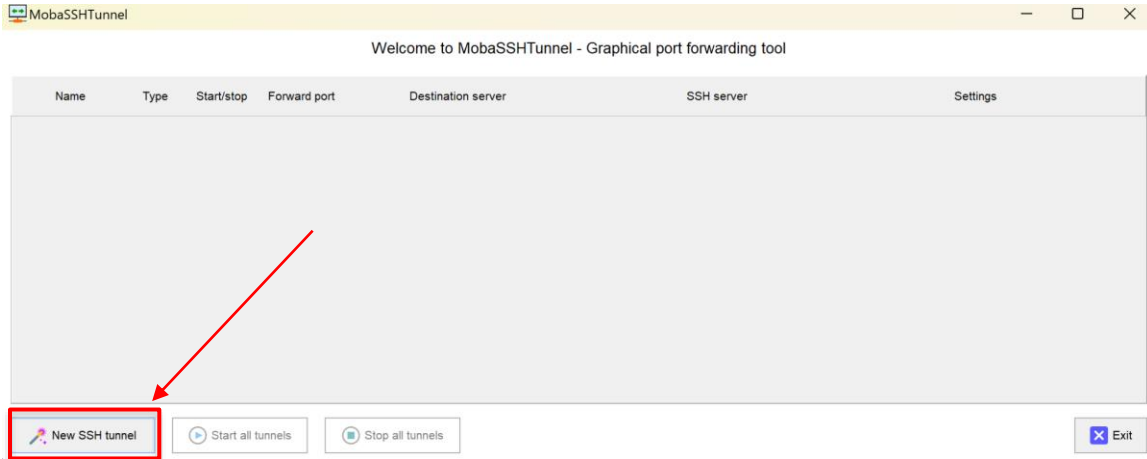 MobaSSHTunnel
Welcome to MobaSSHTunnel - Graphical port forwarding tool
Name Type Start/stop Forward port Destination server SSH server Settings
New SSH tunnel Start all tunnels Stop all tunnels Exit